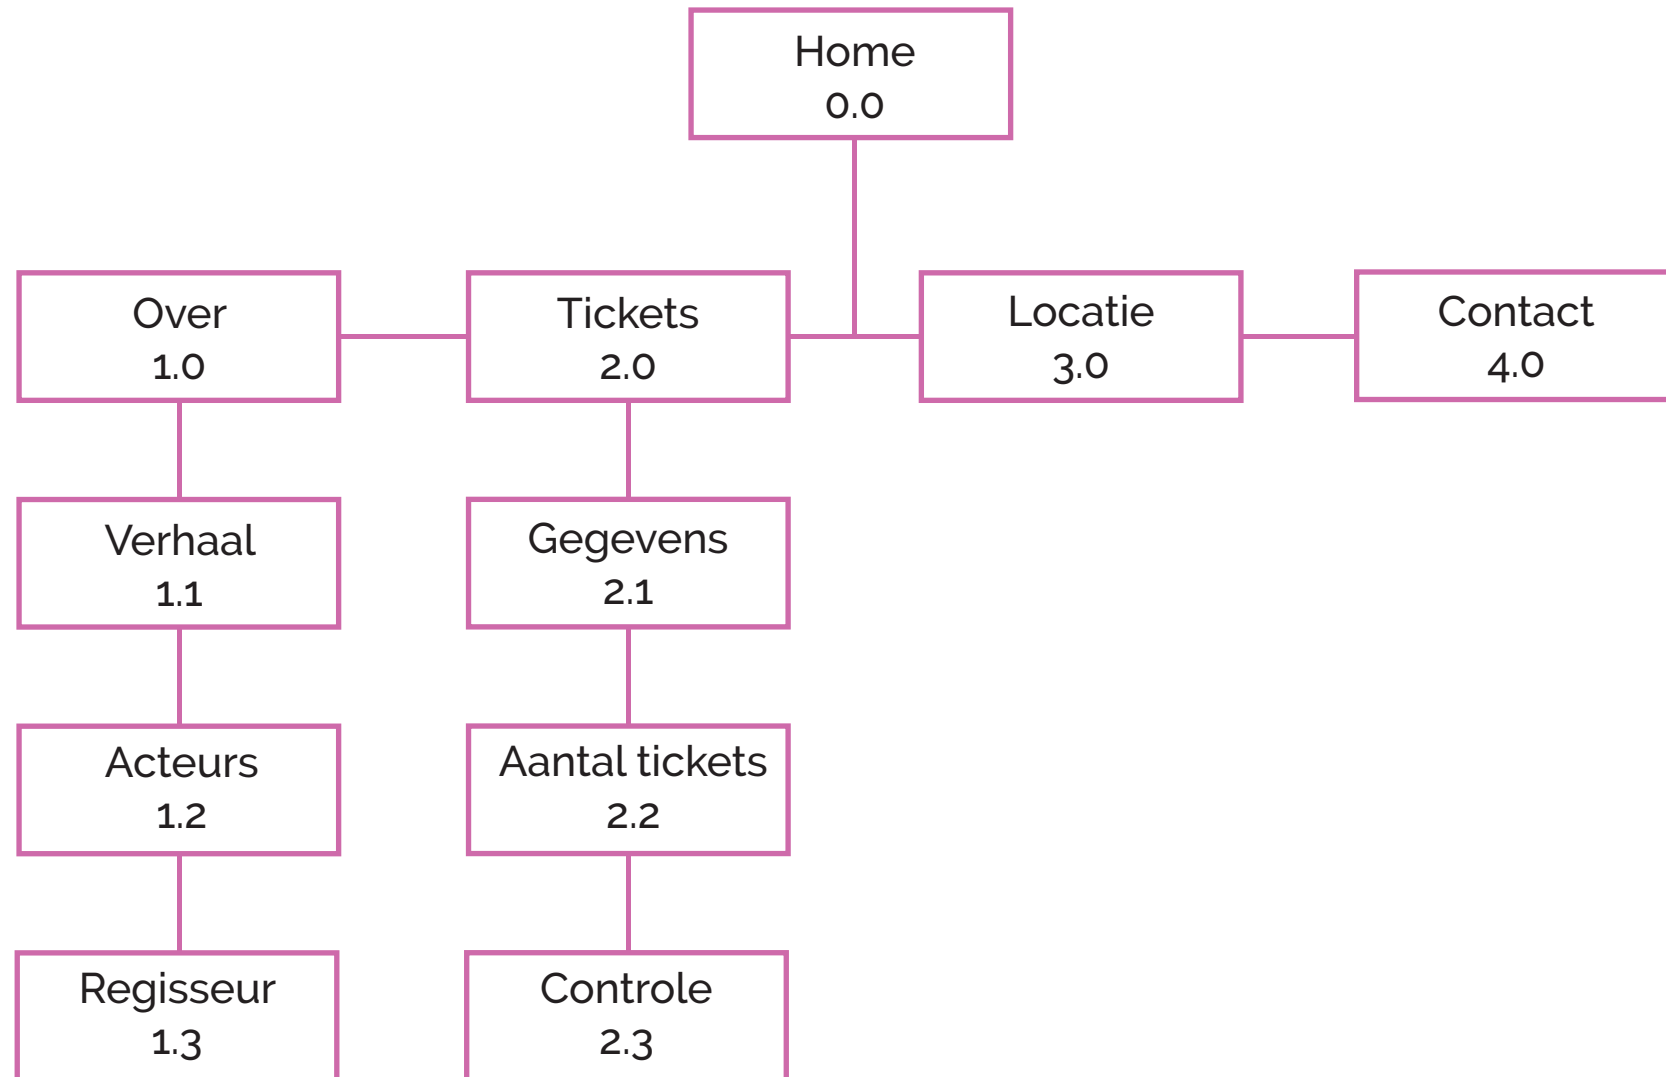 Home
0.0
Over
1.0
Tickets
2.0
Locatie
3.0
Contact
4.0
Verhaal
1.1
Gegevens
2.1
Acteurs
1.2
Aantal tickets
2.2
Regisseur
1.3
Controle
2.3